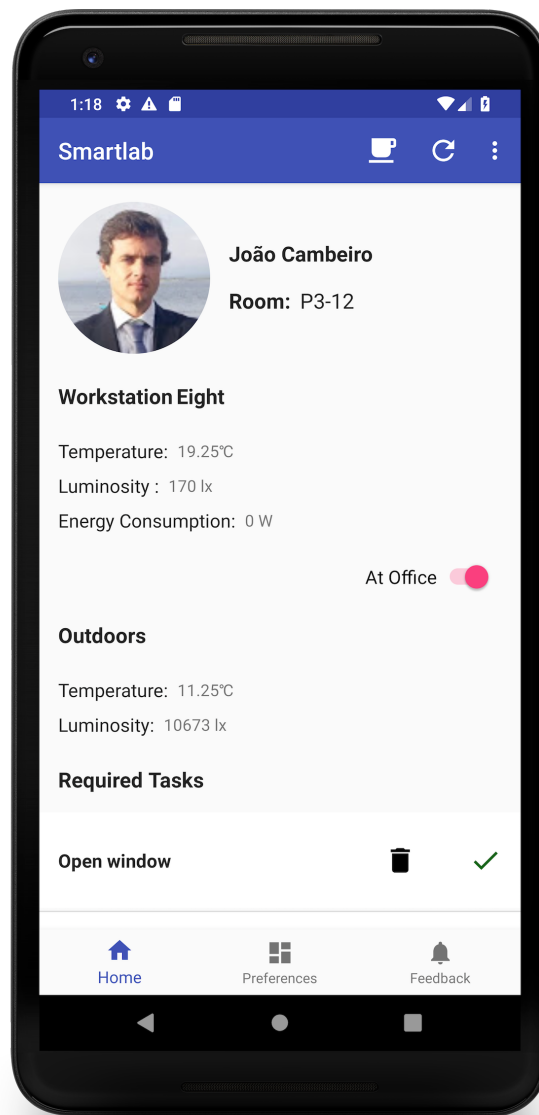 1:18
Smartlab
João Cambeiro
Room: P3-12
Workstation Eight
Temperature: 19.25℃
Luminosity : 170 lx
Energy Consumption: 0 W
At Office
Outdoors
Temperature: 11.25℃
Luminosity: 10673 lx
Required Tasks
Open window
Home Preferences Feedback